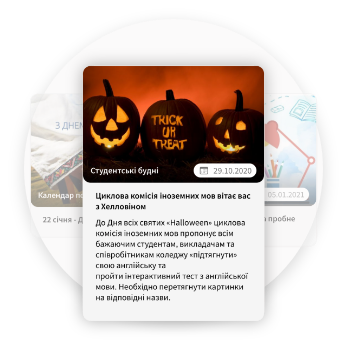 З ДНЕМ
TRICK
OR
TREAT
Студентські будні
29.10.2020
Календар
05.01.2021
Циклова комісія іноземних мов вітає вас
з Хелловіном
22 січня - Д
пробне
До Дня всіх святих «Halloween» циклова
комісія іноземних мов пропонує всім
бажаючим студентам, викладачам та
співробітникам коледжу «підтягнути»
свою англійську та
пройти інтерактивний тест з англійської
мови. Необхідно перетягнути картинки
на відповідні назви.